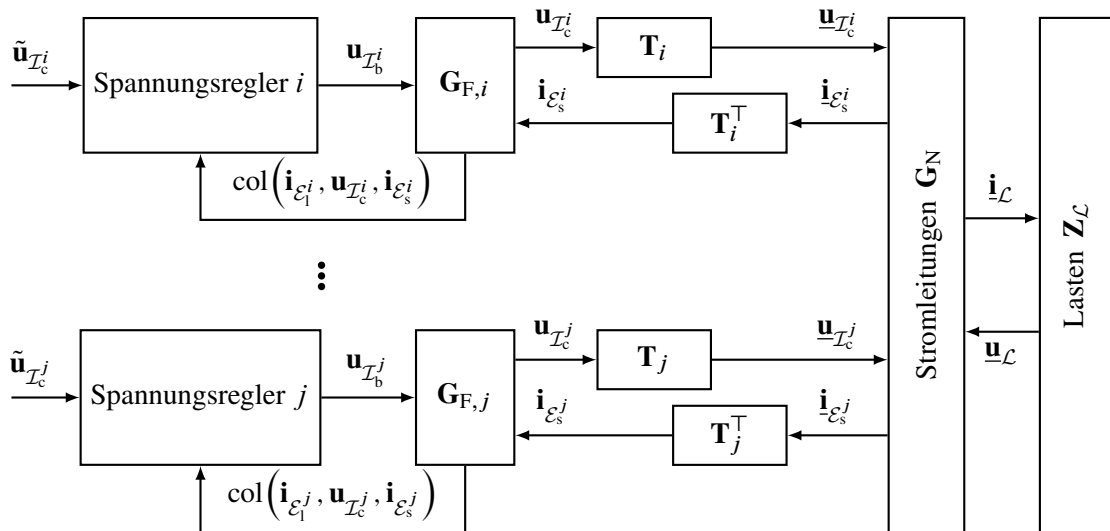 ũ_{ℐ_c^i}
Spannungsregler i
u_{ℐ_b^i}
G_{F,i}
u_{ℐ_c^i}
T_i
u̲_{ℐ_c^i}
i_{ℰ_s^i}
T_i^⊤
i̲_{ℰ_s^i}
col(i_{ℰ_l^i}, u_{ℐ_c^i}, i_{ℰ_s^i})
ũ_{ℐ_c^j}
Spannungsregler j
u_{ℐ_b^j}
G_{F,j}
u_{ℐ_c^j}
T_j
u̲_{ℐ_c^j}
i_{ℰ_s^j}
T_j^⊤
i̲_{ℰ_s^j}
col(i_{ℰ_l^j}, u_{ℐ_c^j}, i_{ℰ_s^j})
Stromleitungen G_N
i̲_ℒ
u̲_ℒ
Lasten Z_ℒ